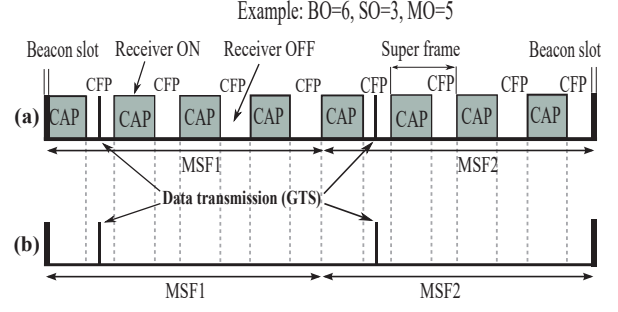 Example: BO=6, SO=3, MO=5
Beacon slot Receiver ON Receiver OFF Super frame Beacon slot
CFP CFP CFP CFP CFP CFP CFP CFP
(a) CAP CAP CAP CAP CAP CAP CAP CAP
MSF1 MSF2
Data transmission (GTS)
(b)
MSF1 MSF2